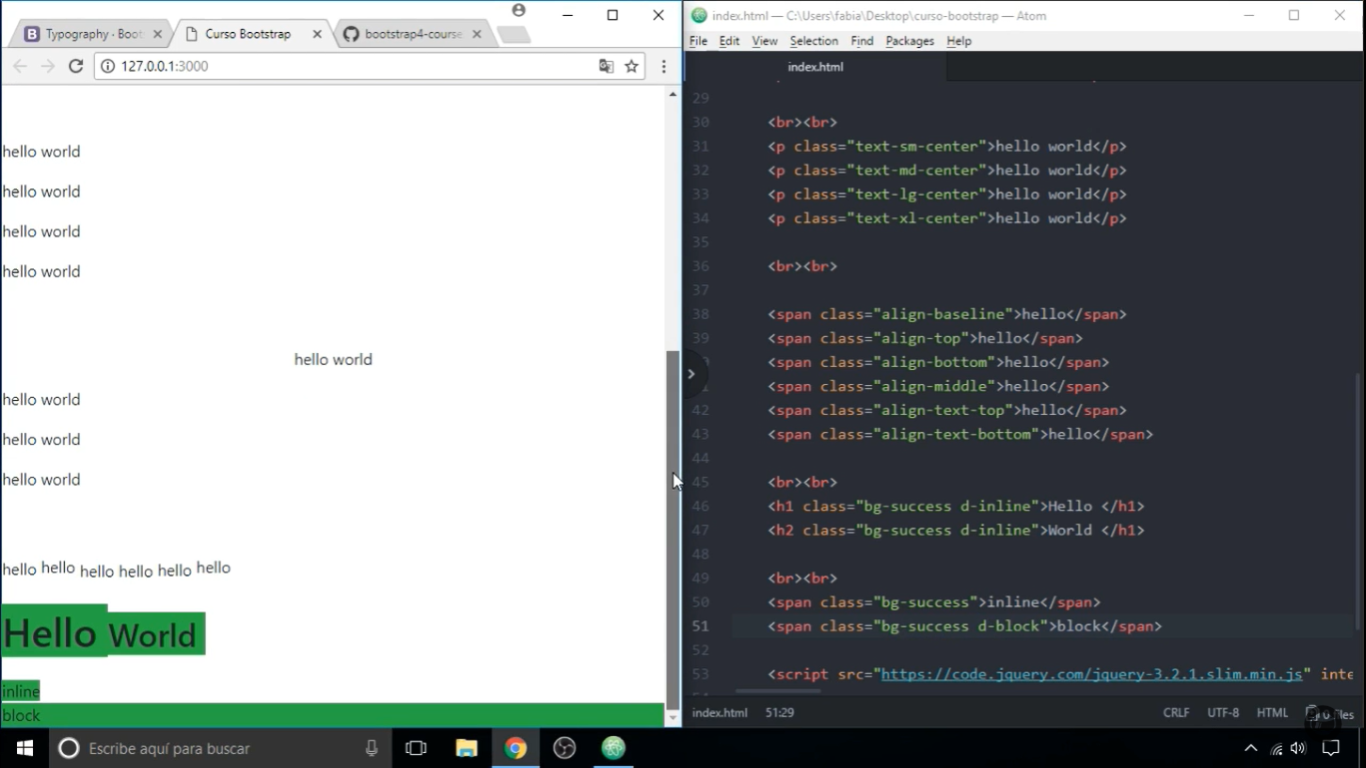 Typography · Boot
Curso Bootstrap
bootstrap4-course
127.0.0.1:3000
hello world
hello world
hello world
hello world
hello world
hello world
hello world
hello world
hello hello hello hello hello hello
Hello World
inline
block
index.html — C:\Users\fabia\Desktop\curso-bootstrap — Atom
File Edit View Selection Find Packages Help
index.html
29
30 <br><br>
31 <p class="text-sm-center">hello world</p>
32 <p class="text-md-center">hello world</p>
33 <p class="text-lg-center">hello world</p>
34 <p class="text-xl-center">hello world</p>
35
36 <br><br>
37
38 <span class="align-baseline">hello</span>
39 <span class="align-top">hello</span>
<span class="align-bottom">hello</span>
<span class="align-middle">hello</span>
42 <span class="align-text-top">hello</span>
43 <span class="align-text-bottom">hello</span>
44
45 <br><br>
46 <h1 class="bg-success d-inline">Hello </h1>
47 <h2 class="bg-success d-inline">World </h1>
48
49 <br><br>
50 <span class="bg-success">inline</span>
51 <span class="bg-success d-block">block</span>
52
53 <script src="https://code.jquery.com/jquery-3.2.1.slim.min.js" inte
index.html 51:29 CRLF UTF-8 HTML
Escribe aquí para buscar